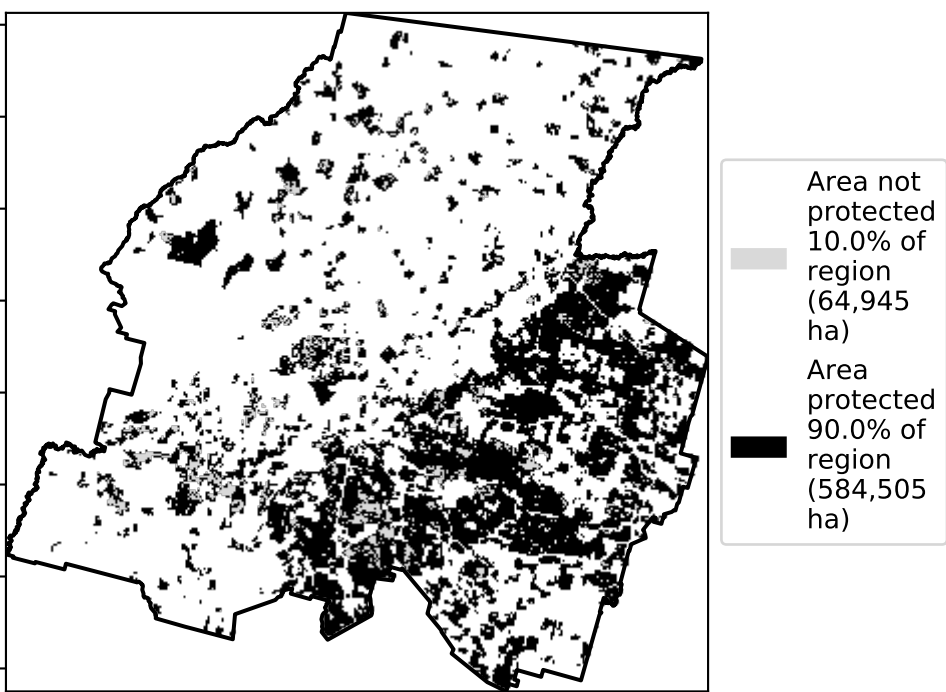 Area not
protected
10.0% of
region
(64,945
ha)
Area
protected
90.0% of
region
(584,505
ha)